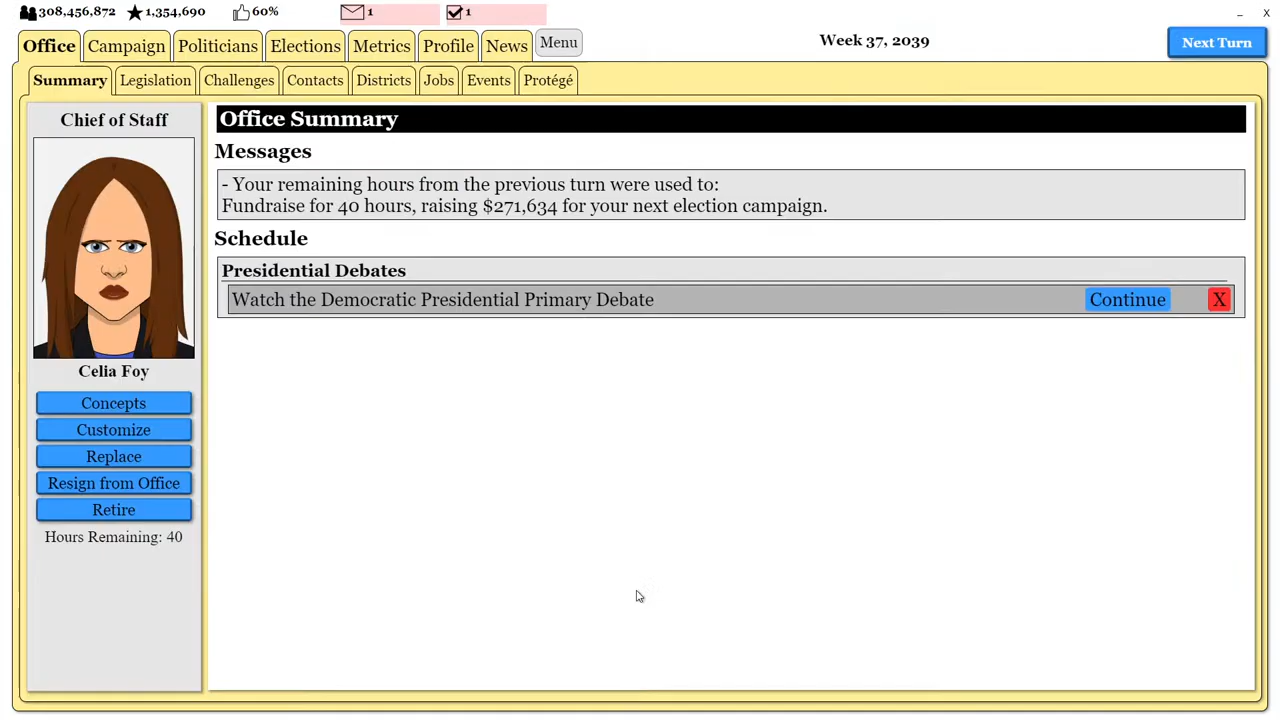 308,456,872 1,354,690 60% 1 1
_ X
Office Campaign Politicians Elections Metrics Profile News Menu Week 37, 2039 Next Turn
Summary Legislation Challenges Contacts Districts Jobs Events Protégé
Chief of Staff
Celia Foy
Concepts
Customize
Replace
Resign from Office
Retire
Hours Remaining: 40
Office Summary
Messages
- Your remaining hours from the previous turn were used to:
Fundraise for 40 hours, raising $271,634 for your next election campaign.
Schedule
Presidential Debates
Watch the Democratic Presidential Primary Debate Continue X